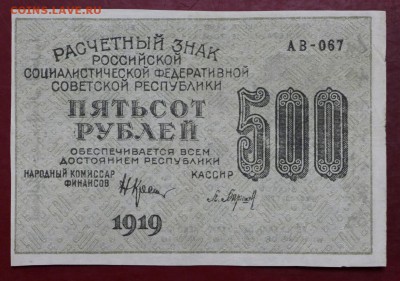 COINS.LAVE.RU
РАСЧЕТНЫЙ ЗНАК
АВ-067
РОССИЙСКОЙ
СОЦИАЛИСТИЧЕСКОЙ ФЕДЕРАТИВНОЙ
СОВЕТСКОЙ РЕСПУБЛИКИ
ПЯТЬСОТ
РУБЛЕЙ
500
ОБЕСПЕЧИВАЕТСЯ ВСЕМ
ДОСТОЯНИЕМ РЕСПУБЛИКИ
НАРОДНЫЙ КОМИССАР
ФИНАНСОВ
КАССИР
1919